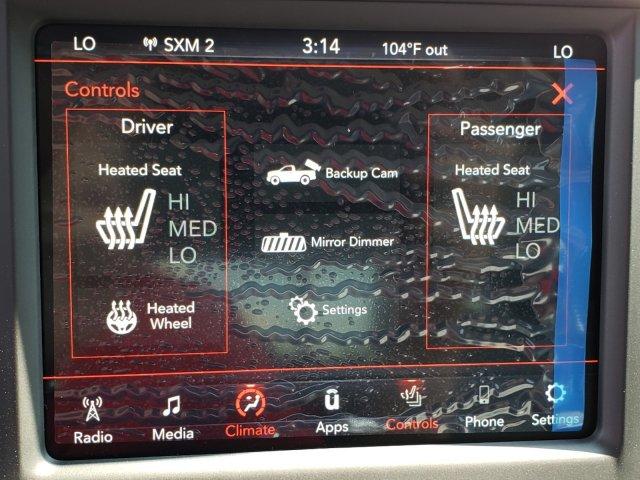 LO SXM 2 3:14 104°F out LO
Controls
Driver
Heated Seat
HI
MED
LO
Heated
Wheel
Backup Cam
Mirror Dimmer
Settings
Passenger
Heated Seat
HI
MED
LO
Radio Media Climate Apps Controls Phone Settings